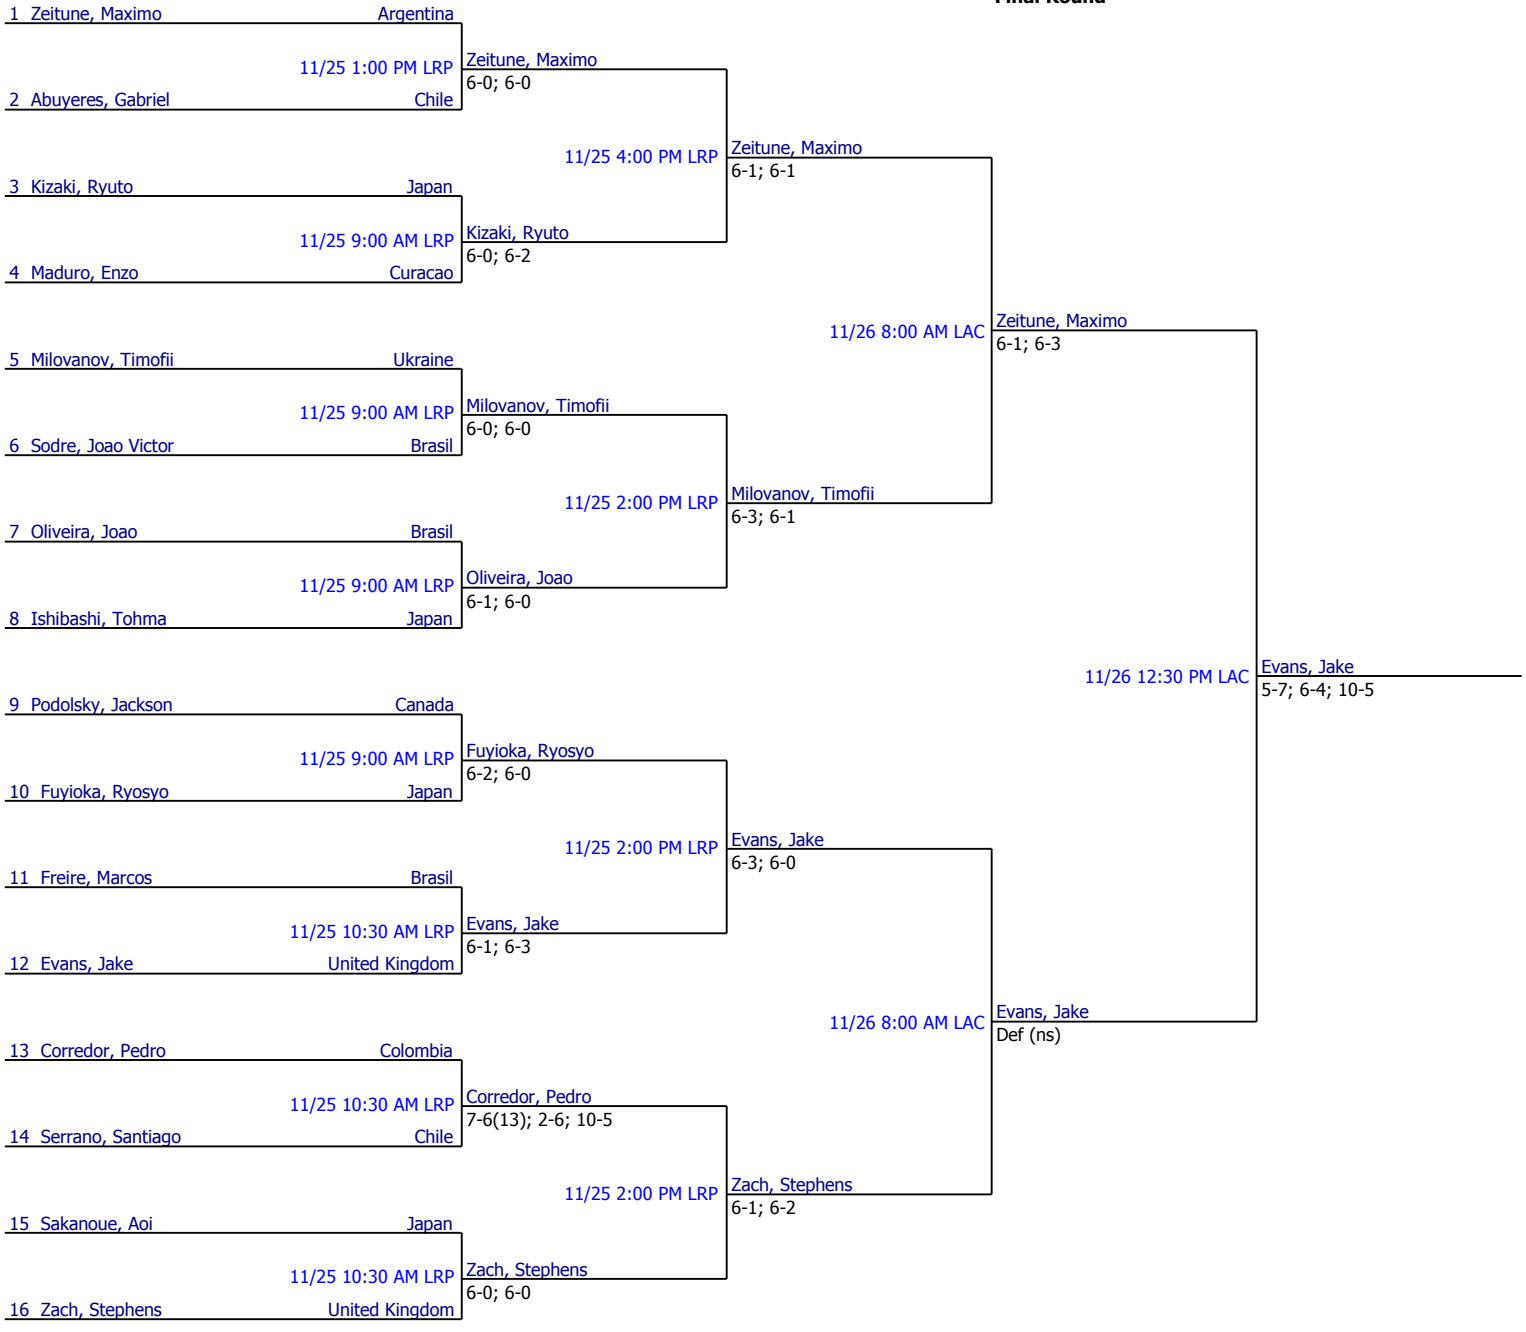 Final Round
1 Zeitune, Maximo Argentina
11/25 1:00 PM LRP
2 Abuyeres, Gabriel Chile
3 Kizaki, Ryuto Japan
11/25 9:00 AM LRP
4 Maduro, Enzo Curacao
5 Milovanov, Timofii Ukraine
11/25 9:00 AM LRP
6 Sodre, Joao Victor Brasil
7 Oliveira, Joao Brasil
11/25 9:00 AM LRP
8 Ishibashi, Tohma Japan
9 Podolsky, Jackson Canada
11/25 9:00 AM LRP
10 Fuyioka, Ryosyo Japan
11 Freire, Marcos Brasil
11/25 10:30 AM LRP
12 Evans, Jake United Kingdom
13 Corredor, Pedro Colombia
11/25 10:30 AM LRP
14 Serrano, Santiago Chile
15 Sakanoue, Aoi Japan
11/25 10:30 AM LRP
16 Zach, Stephens United Kingdom
Zeitune, Maximo
6-0; 6-0
11/25 4:00 PM LRP
Kizaki, Ryuto
6-0; 6-2
Milovanov, Timofii
6-0; 6-0
11/25 2:00 PM LRP
Oliveira, Joao
6-1; 6-0
Fuyioka, Ryosyo
6-2; 6-0
11/25 2:00 PM LRP
Evans, Jake
6-1; 6-3
Corredor, Pedro
7-6(13); 2-6; 10-5
11/25 2:00 PM LRP
Zach, Stephens
6-0; 6-0
Zeitune, Maximo
6-1; 6-1
11/26 8:00 AM LAC
Milovanov, Timofii
6-3; 6-1
Evans, Jake
6-3; 6-0
11/26 8:00 AM LAC
Zach, Stephens
6-1; 6-2
Zeitune, Maximo
6-1; 6-3
11/26 12:30 PM LAC
Evans, Jake
Def (ns)
Evans, Jake
5-7; 6-4; 10-5